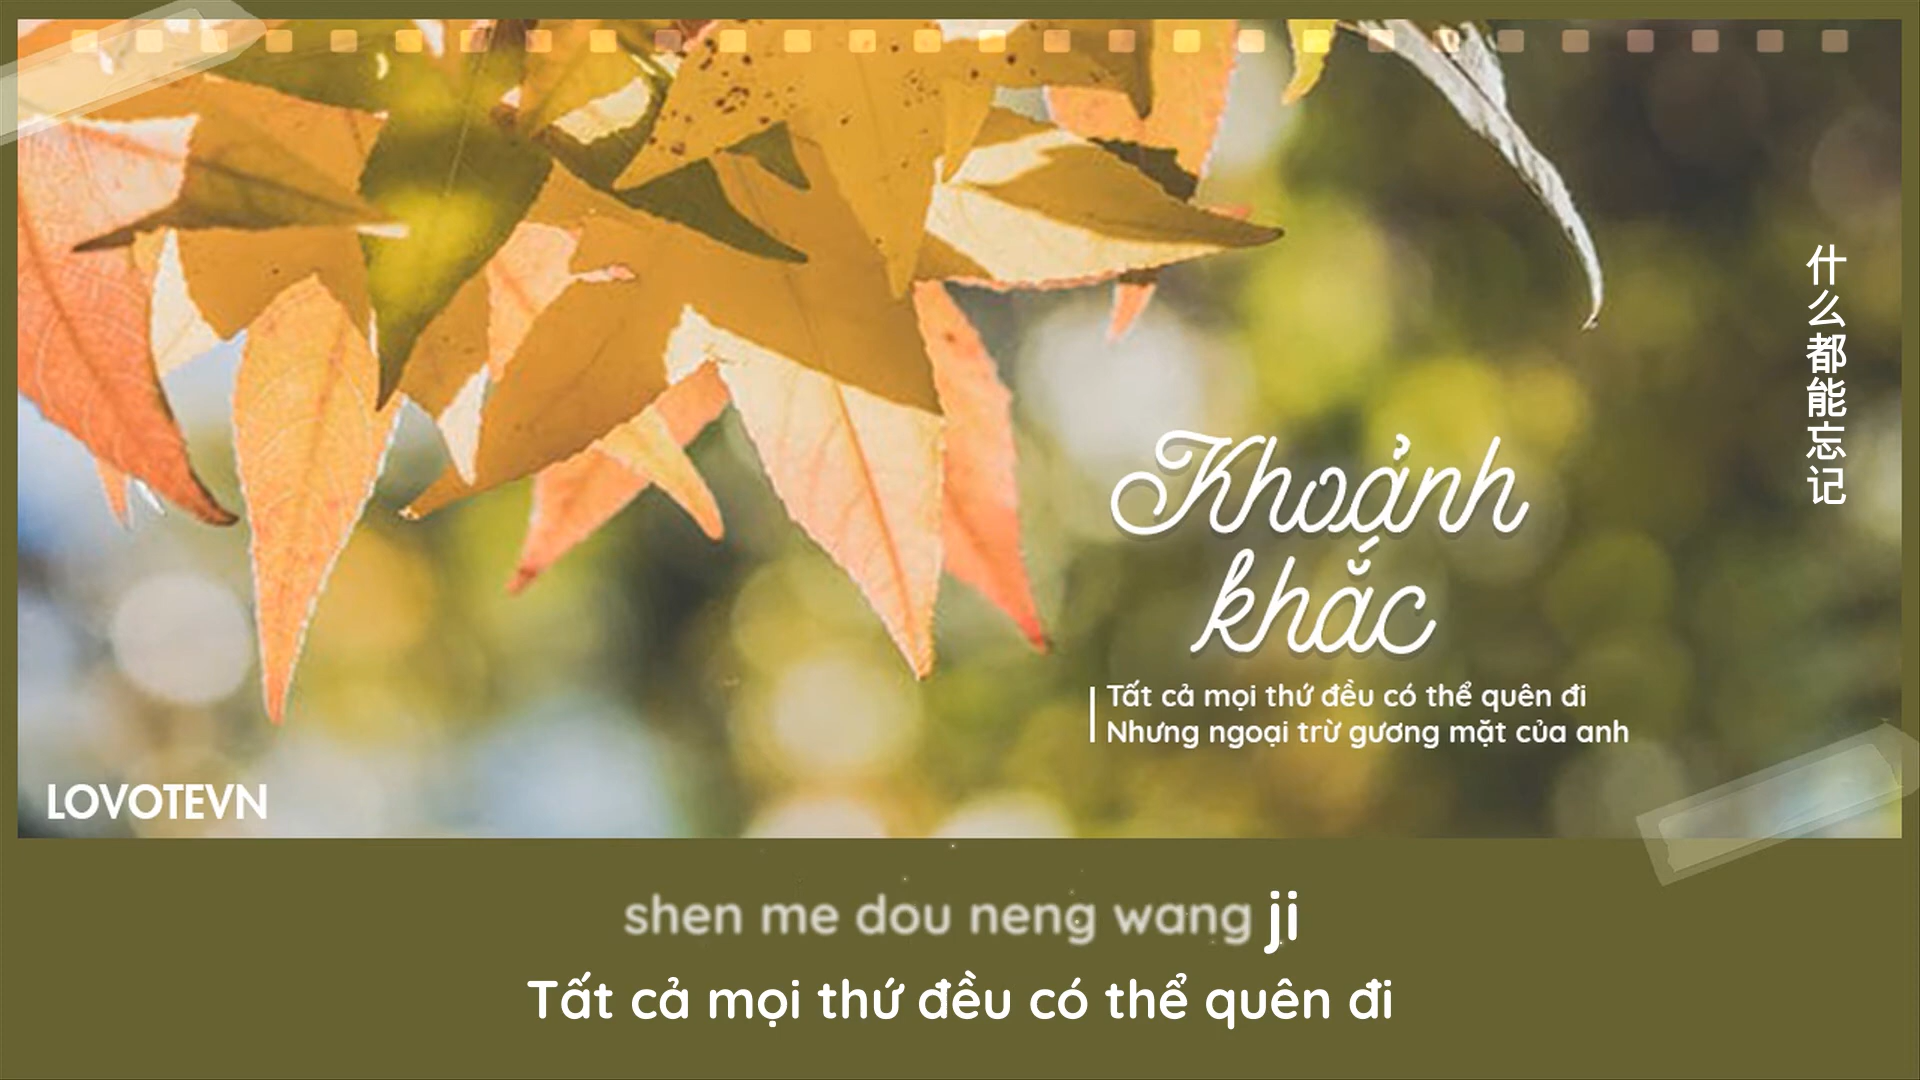 什么都能忘记
Khoảnh
khắc
Tất cả mọi thứ đều có thể quên đi
Nhưng ngoại trừ gương mặt của anh
LOVOTEVN
shen me dou neng wang ji
Tất cả mọi thứ đều có thể quên đi